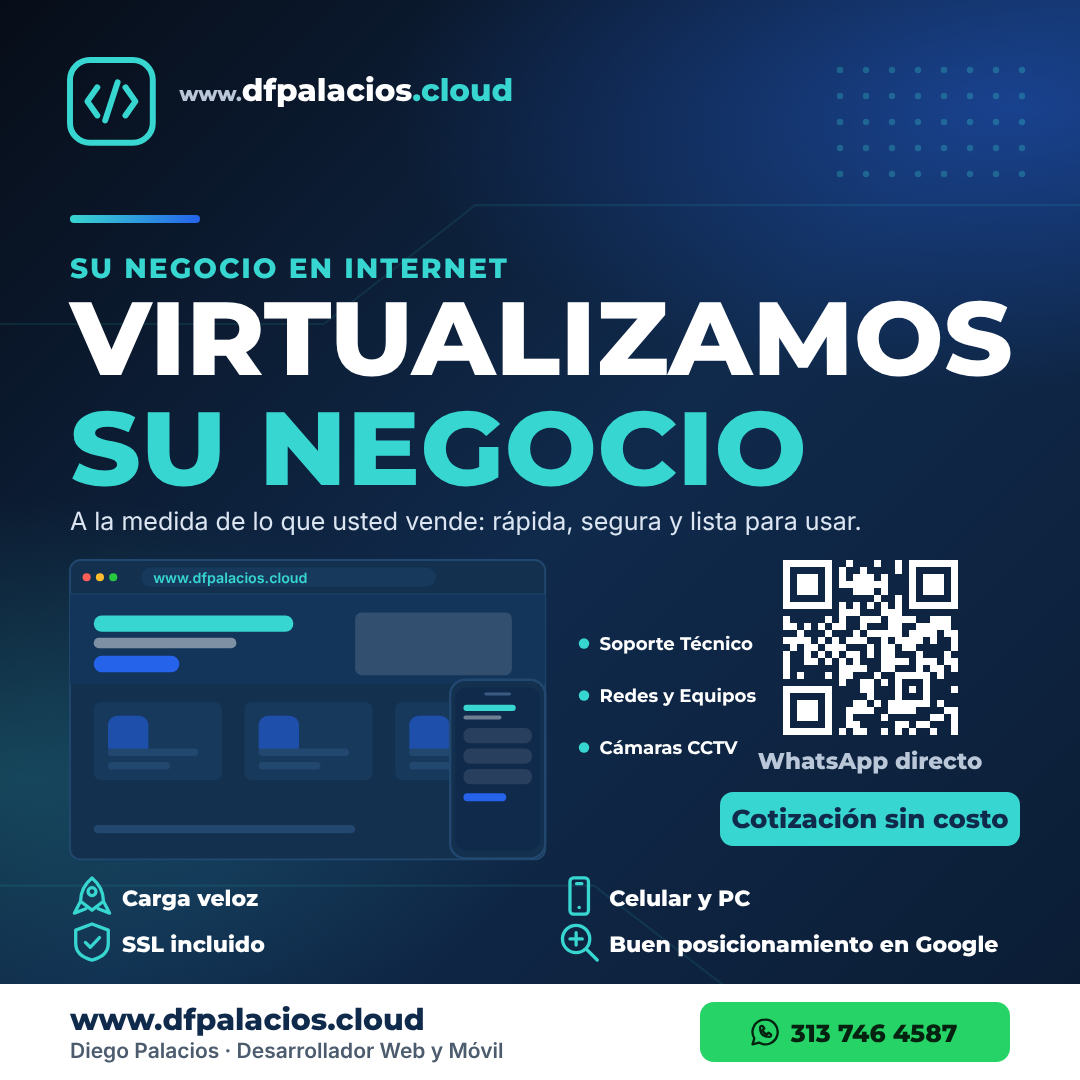 www.dfpalacios.cloud
SU NEGOCIO EN INTERNET
VIRTUALIZAMOS
SU NEGOCIO
A la medida de lo que usted vende: rápida, segura y lista para usar.
www.dfpalacios.cloud
Soporte Técnico
Redes y Equipos
Cámaras CCTV
WhatsApp directo
Cotización sin costo
Carga veloz
Celular y PC
SSL incluido
Buen posicionamiento en Google
www.dfpalacios.cloud
Diego Palacios · Desarrollador Web y Móvil
313 746 4587